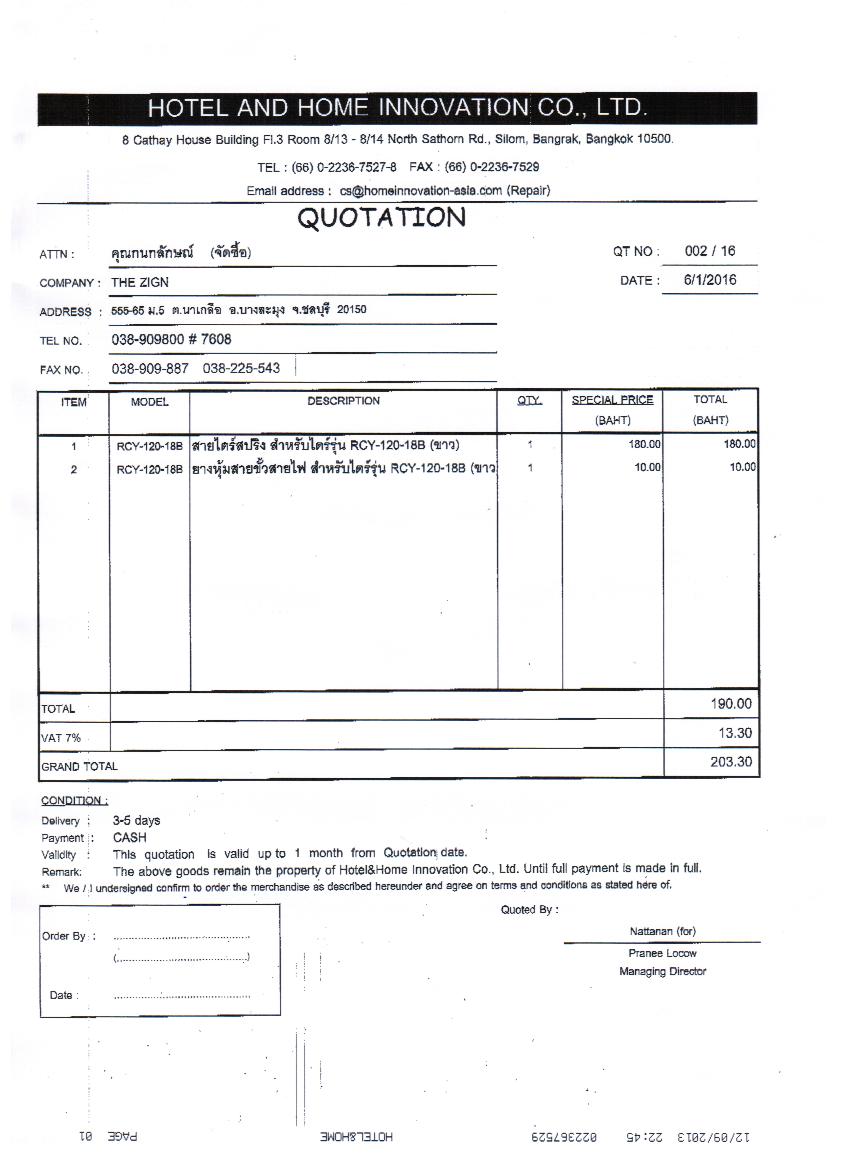 HOTEL AND HOME INNOVATION CO., LTD.
8 Cathay House Building Fl.3 Room 8/13 - 8/14 North Sathorn Rd., Silom, Bangrak, Bangkok 10500.
TEL : (66) 0-2236-7527-8 FAX : (66) 0-2236-7529
Email address : cs@homeinnovation-asia.com (Repair)
QUOTATION
ATTN : คุณกนกลักษณ์ (จัดซื้อ) QT NO : 002 / 16
COMPANY : THE ZIGN DATE : 6/1/2016
ADDRESS : 555-65 ม.5 ต.นาเกลือ อ.บางละมุง จ.ชลบุรี 20150
TEL NO. 038-909800 # 7608
FAX NO. 038-909-887 038-225-543
ITEM MODEL DESCRIPTION QTY. SPECIAL PRICE TOTAL
(BAHT) (BAHT)
1 RCY-120-18B สายไดร์สปริง สำหรับไดร์รุ่น RCY-120-18B (ขาว) 1 180.00 180.00
2 RCY-120-18B ยางหุ้มสายขั้วสายไฟ สำหรับไดร์รุ่น RCY-120-18B (ขาว 1 10.00 10.00
TOTAL 190.00
VAT 7% 13.30
GRAND TOTAL 203.30
CONDITION :
Delivery : 3-5 days
Payment : CASH
Validity : This quotation is valid up to 1 month from Quotation date.
Remark: The above goods remain the property of Hotel&Home Innovation Co., Ltd. Until full payment is made in full.
** We / I undersigned confirm to order the merchandise as described hereunder and agree on terms and conditions as stated here of.
Quoted By :
Order By : ........................................
(........................................)
Date : ........................................
Nattanan (for)
Pranee Locow
Managing Director
12/09/2013 22:45 022367529 HOTEL&HOME PAGE 01